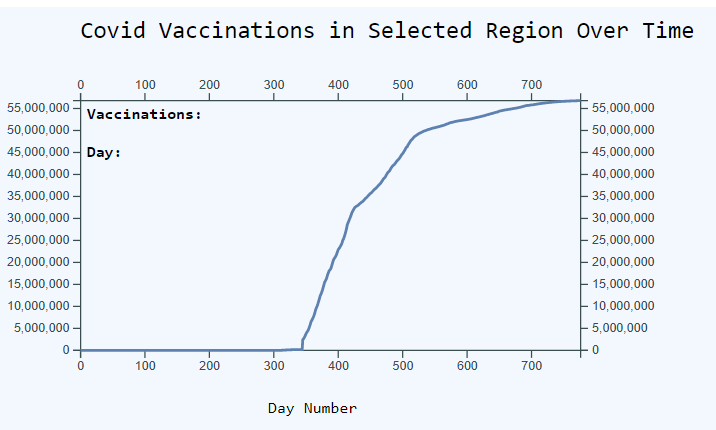 Covid Vaccinations in Selected Region Over Time
0 100 200 300 400 500 600 700
Vaccinations:
Day:
55,000,000 55,000,000
50,000,000 50,000,000
45,000,000 45,000,000
40,000,000 40,000,000
35,000,000 35,000,000
30,000,000 30,000,000
25,000,000 25,000,000
20,000,000 20,000,000
15,000,000 15,000,000
10,000,000 10,000,000
5,000,000 5,000,000
0 0
0 100 200 300 400 500 600 700
Day Number